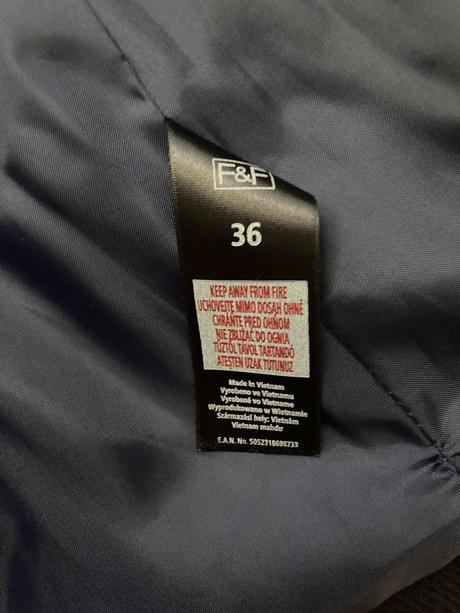 F&F
36
KEEP AWAY FROM FIRE
UCHOVEJTE MIMO DOSAH OHNĚ
CHRÁŇTE PRED OHŇOM
NIE ZBLIŻAĆ DO OGNIA
TŰZTŐL TÁVOL TARTANDÓ
ATEŞTEN UZAK TUTUNUZ
Made in Vietnam
Vyrobeno ve Vietnamu
Vyrobené vo Vietname
Wyprodukowano w Wietnamie
Származási hely: Vietnám
Vietnam malıdır
E.A.N. No. 5052318698733